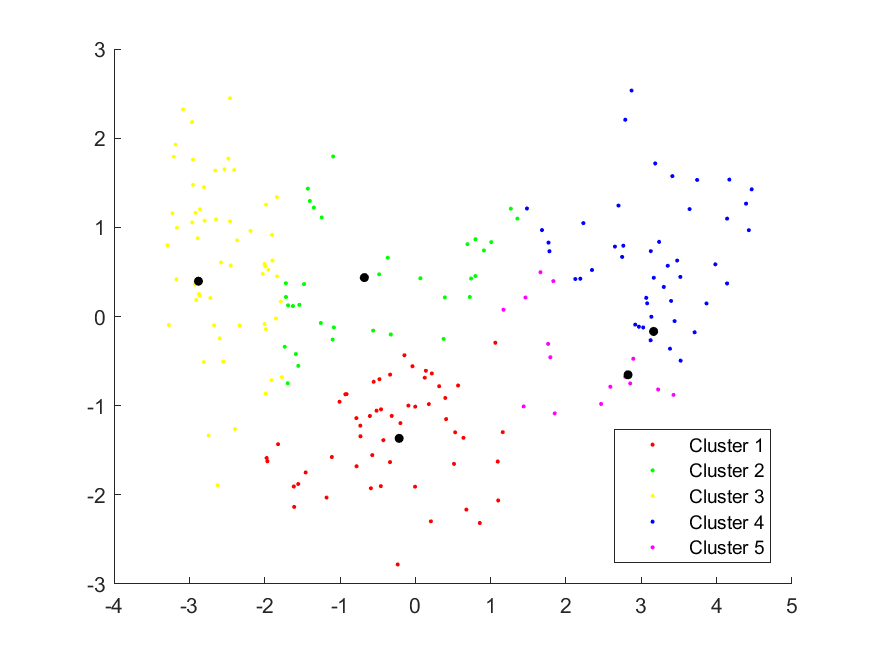 3
2
1
0
-1
-2
-3
-4 -3 -2 -1 0 1 2 3 4 5
Cluster 1
Cluster 2
Cluster 3
Cluster 4
Cluster 5